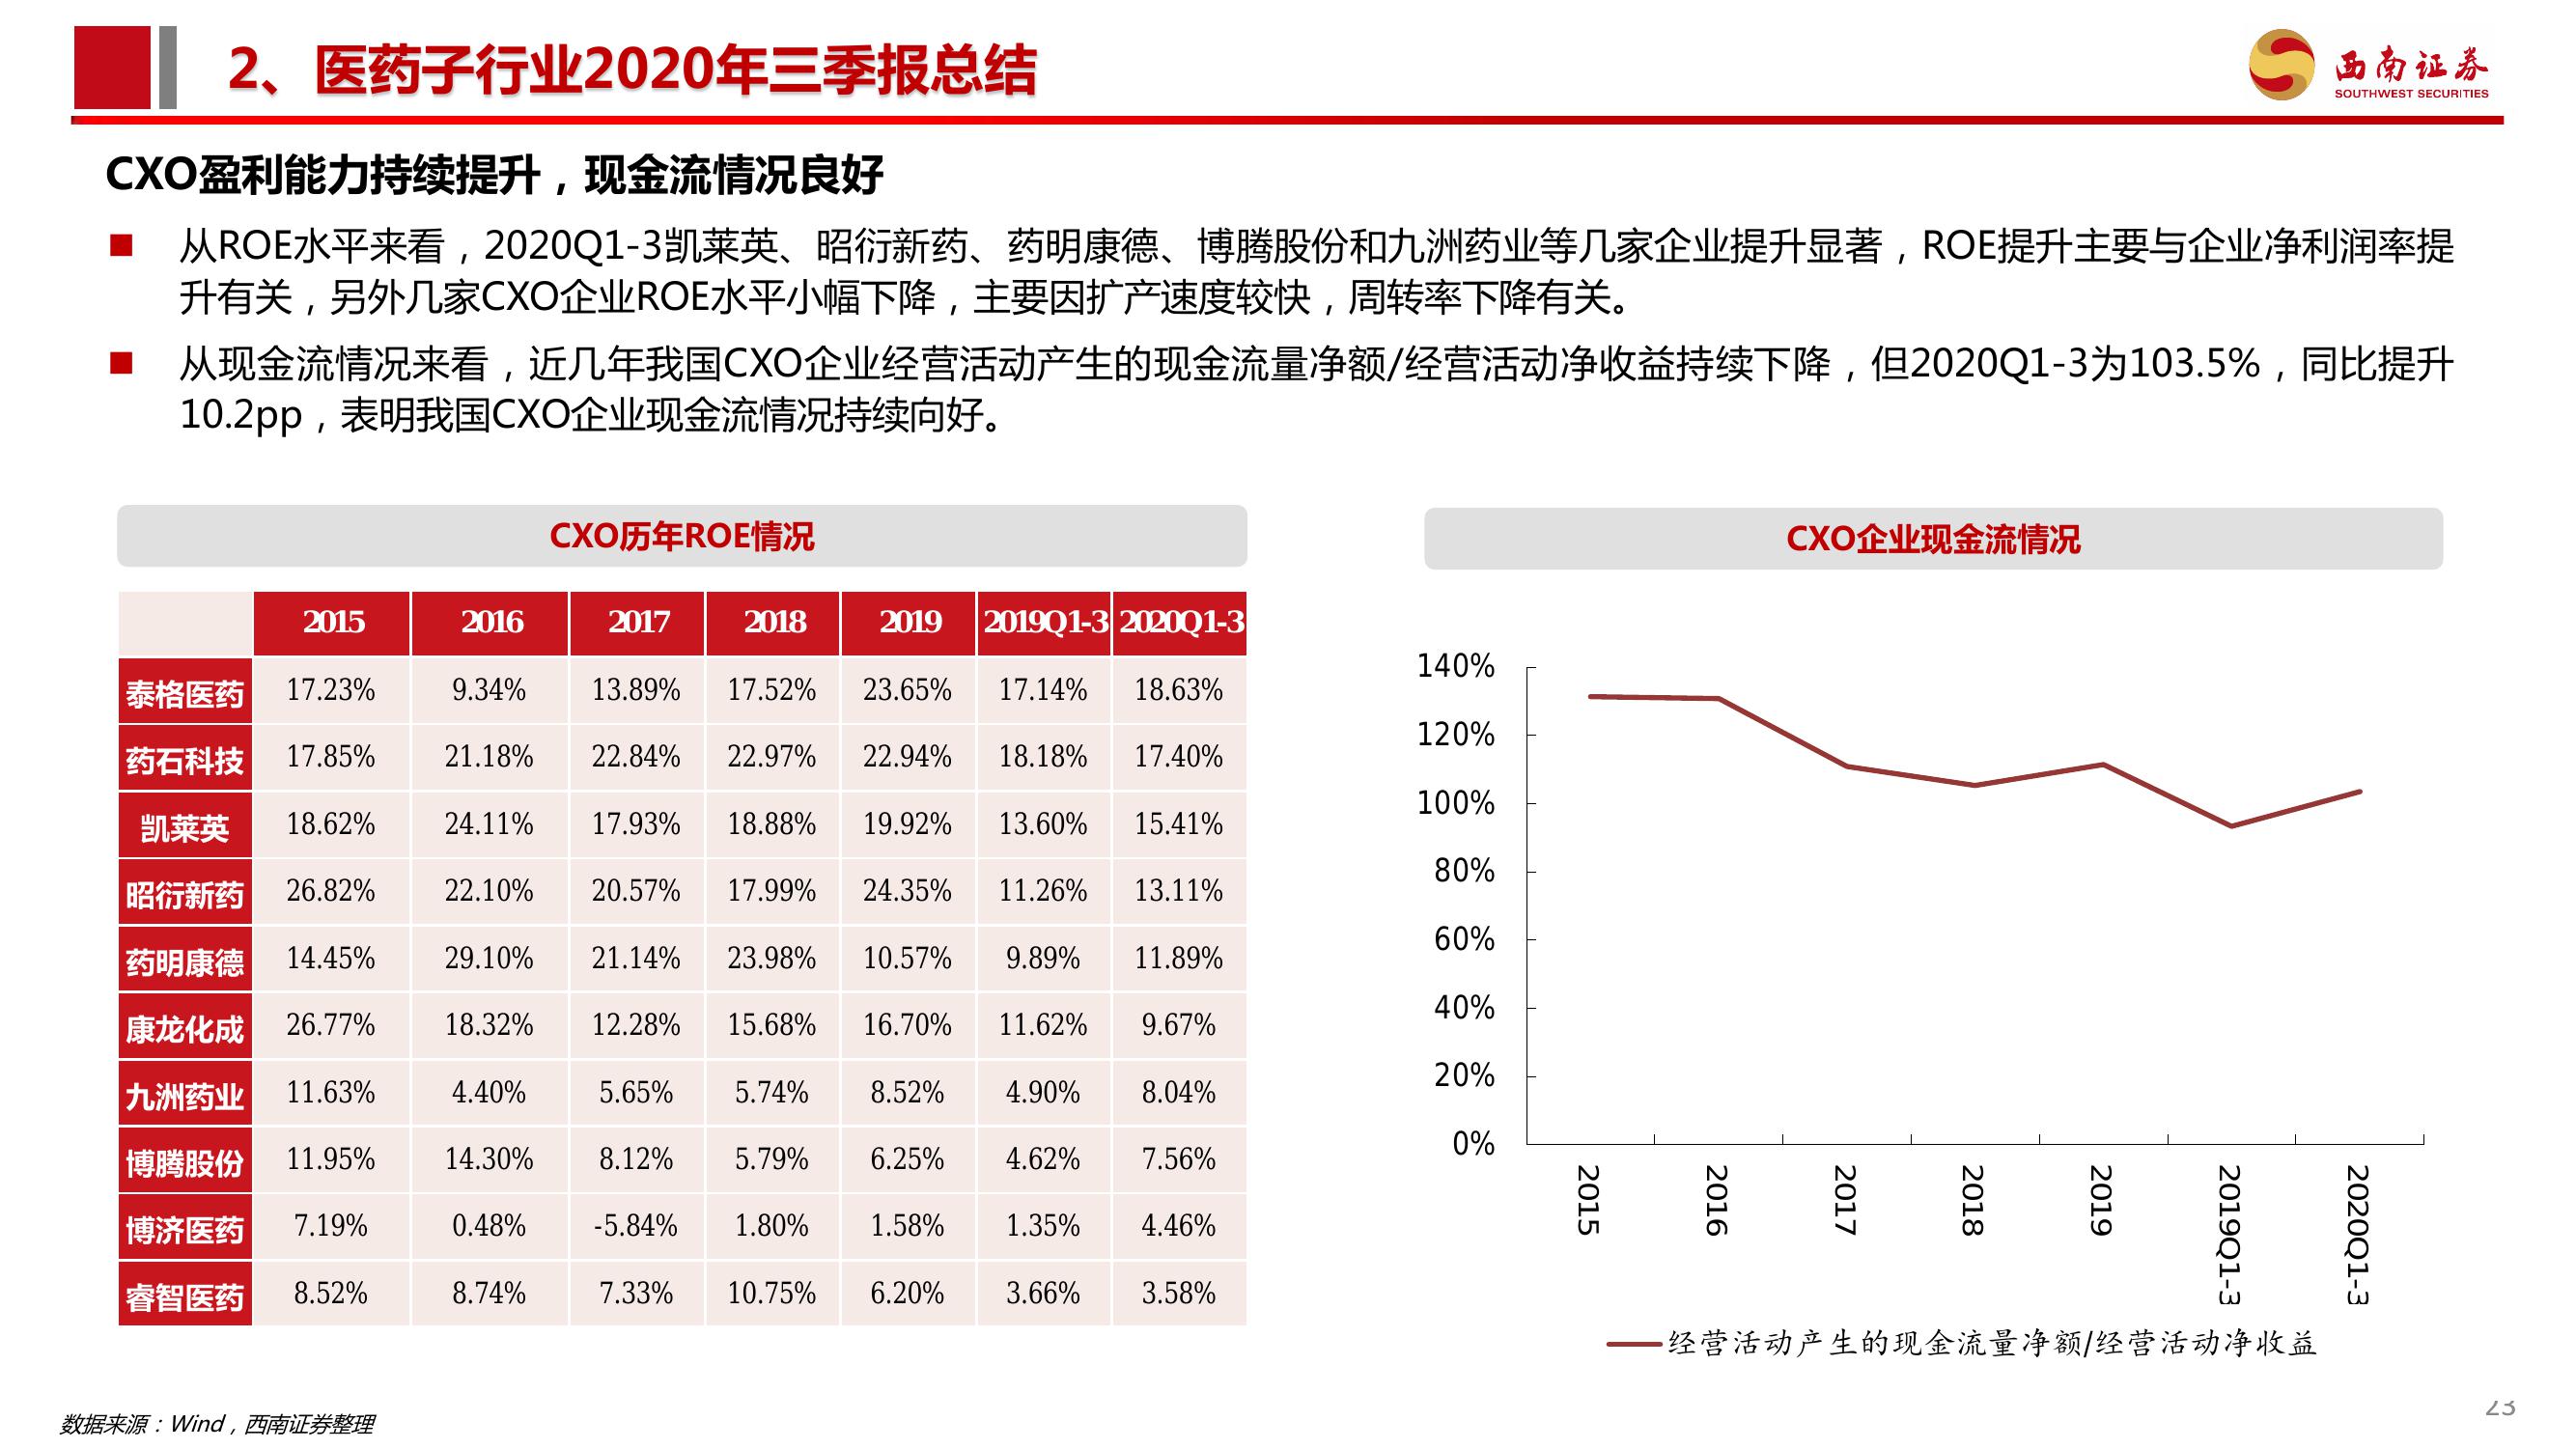 2、医药子行业2020年三季报总结
西南证券
SOUTHWEST SECURITIES
CXO盈利能力持续提升，现金流情况良好
从ROE水平来看，2020Q1-3凯莱英、昭衍新药、药明康德、博腾股份和九洲药业等几家企业提升显著，ROE提升主要与企业净利润率提
升有关，另外几家CXO企业ROE水平小幅下降，主要因扩产速度较快，周转率下降有关。
从现金流情况来看，近几年我国CXO企业经营活动产生的现金流量净额/经营活动净收益持续下降，但2020Q1-3为103.5%，同比提升
10.2pp，表明我国CXO企业现金流情况持续向好。
CXO历年ROE情况
2015 2016 2017 2018 2019 2019Q1-3 2020Q1-3
泰格医药 17.23% 9.34% 13.89% 17.52% 23.65% 17.14% 18.63%
药石科技 17.85% 21.18% 22.84% 22.97% 22.94% 18.18% 17.40%
凯莱英 18.62% 24.11% 17.93% 18.88% 19.92% 13.60% 15.41%
昭衍新药 26.82% 22.10% 20.57% 17.99% 24.35% 11.26% 13.11%
药明康德 14.45% 29.10% 21.14% 23.98% 10.57% 9.89% 11.89%
康龙化成 26.77% 18.32% 12.28% 15.68% 16.70% 11.62% 9.67%
九洲药业 11.63% 4.40% 5.65% 5.74% 8.52% 4.90% 8.04%
博腾股份 11.95% 14.30% 8.12% 5.79% 6.25% 4.62% 7.56%
博济医药 7.19% 0.48% -5.84% 1.80% 1.58% 1.35% 4.46%
睿智医药 8.52% 8.74% 7.33% 10.75% 6.20% 3.66% 3.58%
CXO企业现金流情况
140%
120%
100%
80%
60%
40%
20%
0%
2015 2016 2017 2018 2019 2019Q1-3 2020Q1-3
经营活动产生的现金流量净额/经营活动净收益
数据来源：Wind，西南证券整理
23